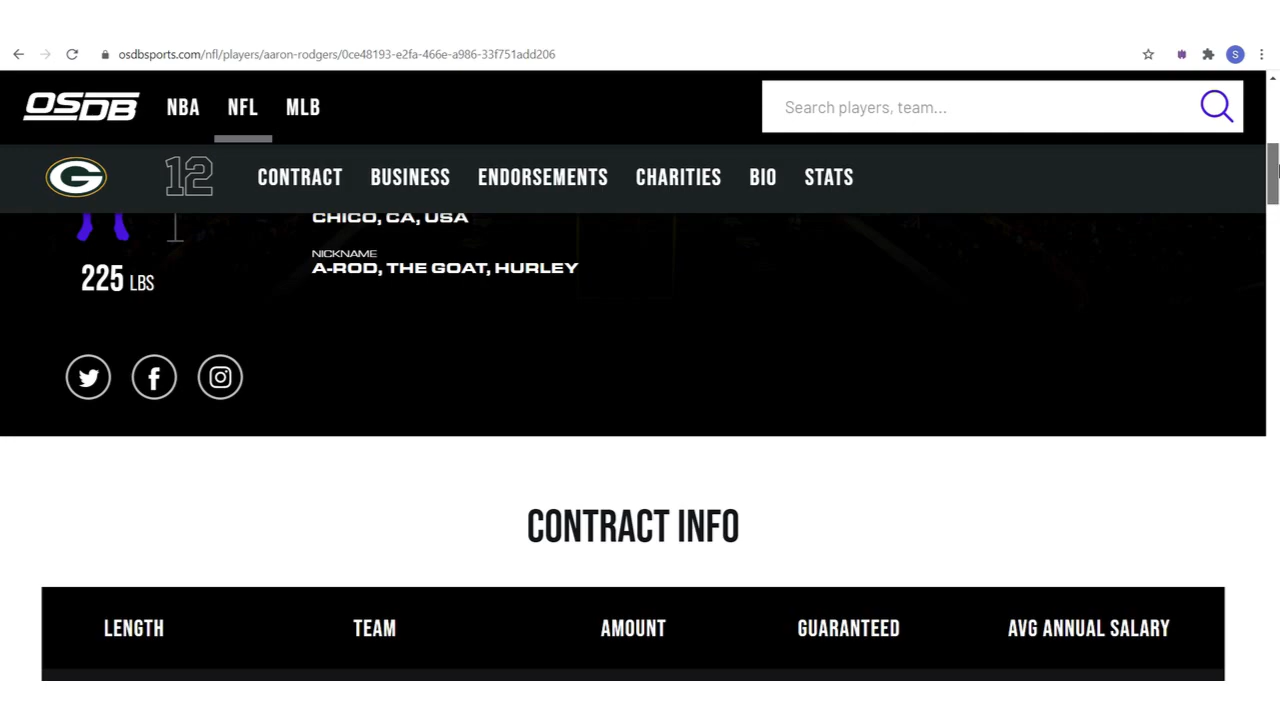 osdbsports.com/nfl/players/aaron-rodgers/0ce48193-e2fa-466e-a986-33f751add206
S
OSDB NBA NFL MLB
Search players, team...
G 12 CONTRACT BUSINESS ENDORSEMENTS CHARITIES BIO STATS
CHICO, CA, USA
NICKNAME
A-ROD, THE GOAT, HURLEY
225 LBS
CONTRACT INFO
LENGTH TEAM AMOUNT GUARANTEED AVG ANNUAL SALARY